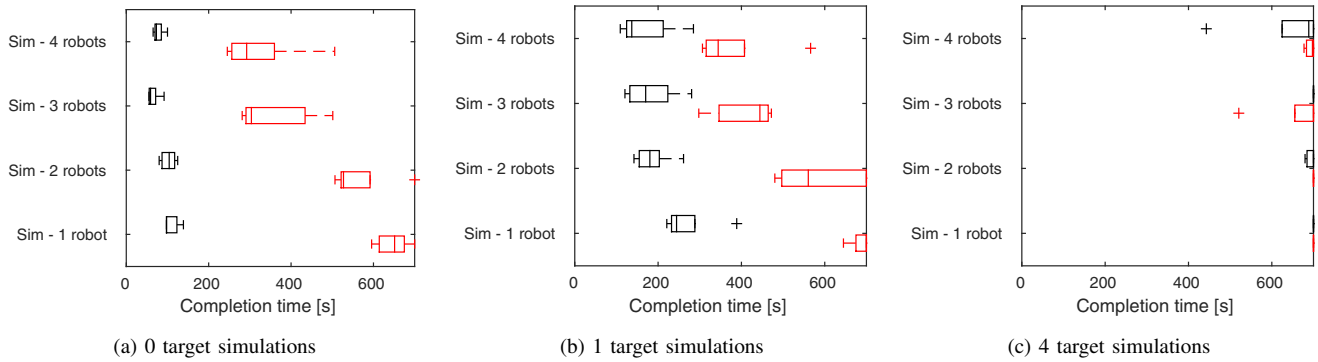 Sim - 4 robots
Sim - 3 robots
Sim - 2 robots
Sim - 1 robot
0 200 400 600
Completion time [s]
(a) 0 target simulations
Sim - 4 robots
Sim - 3 robots
Sim - 2 robots
Sim - 1 robot
0 200 400 600
Completion time [s]
(b) 1 target simulations
Sim - 4 robots
Sim - 3 robots
Sim - 2 robots
Sim - 1 robot
0 200 400 600
Completion time [s]
(c) 4 target simulations